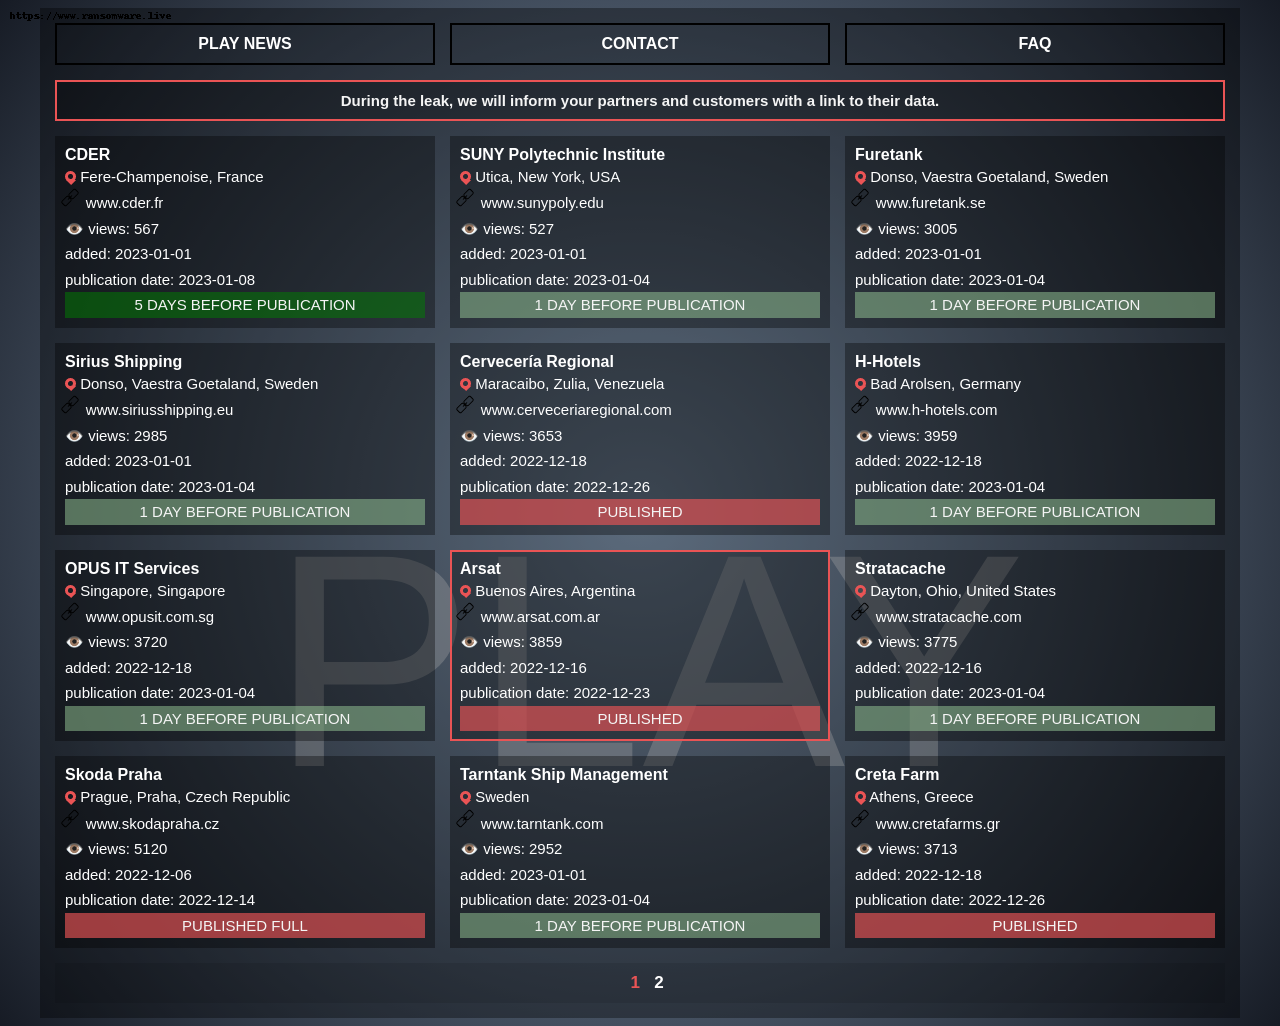 https://www.ransomware.live
PLAY NEWS
CONTACT
FAQ
During the leak, we will inform your partners and customers with a link to their data.
CDER
Fere-Champenoise, France
www.cder.fr
views: 567
added: 2023-01-01
publication date: 2023-01-08
5 DAYS BEFORE PUBLICATION
SUNY Polytechnic Institute
Utica, New York, USA
www.sunypoly.edu
views: 527
added: 2023-01-01
publication date: 2023-01-04
1 DAY BEFORE PUBLICATION
Furetank
Donso, Vaestra Goetaland, Sweden
www.furetank.se
views: 3005
added: 2023-01-01
publication date: 2023-01-04
1 DAY BEFORE PUBLICATION
Sirius Shipping
Donso, Vaestra Goetaland, Sweden
www.siriusshipping.eu
views: 2985
added: 2023-01-01
publication date: 2023-01-04
1 DAY BEFORE PUBLICATION
Cervecería Regional
Maracaibo, Zulia, Venezuela
www.cerveceriaregional.com
views: 3653
added: 2022-12-18
publication date: 2022-12-26
PUBLISHED
H-Hotels
Bad Arolsen, Germany
www.h-hotels.com
views: 3959
added: 2022-12-18
publication date: 2023-01-04
1 DAY BEFORE PUBLICATION
OPUS IT Services
Singapore, Singapore
www.opusit.com.sg
views: 3720
added: 2022-12-18
publication date: 2023-01-04
1 DAY BEFORE PUBLICATION
Arsat
Buenos Aires, Argentina
www.arsat.com.ar
views: 3859
added: 2022-12-16
publication date: 2022-12-23
PUBLISHED
Stratacache
Dayton, Ohio, United States
www.stratacache.com
views: 3775
added: 2022-12-16
publication date: 2023-01-04
1 DAY BEFORE PUBLICATION
PLAY
Skoda Praha
Prague, Praha, Czech Republic
www.skodapraha.cz
views: 5120
added: 2022-12-06
publication date: 2022-12-14
PUBLISHED FULL
Tarntank Ship Management
Sweden
www.tarntank.com
views: 2952
added: 2023-01-01
publication date: 2023-01-04
1 DAY BEFORE PUBLICATION
Creta Farm
Athens, Greece
www.cretafarms.gr
views: 3713
added: 2022-12-18
publication date: 2022-12-26
PUBLISHED
1 2